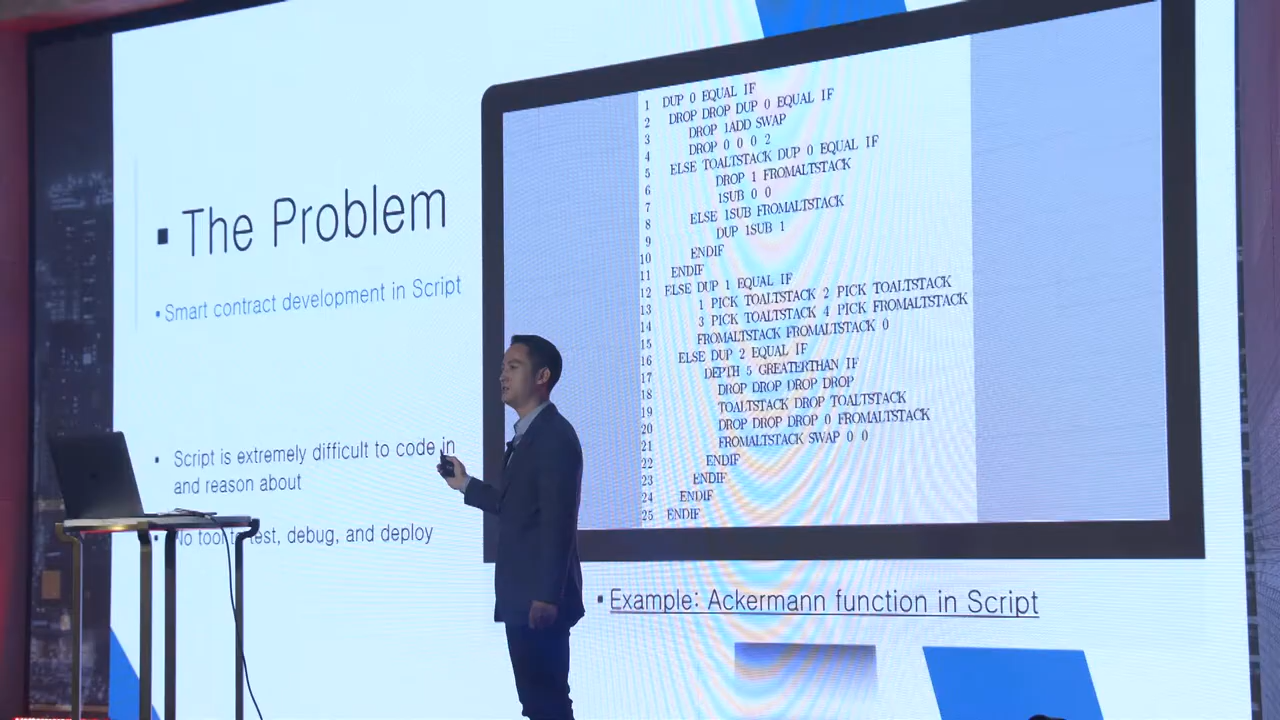 ▪ The Problem
▪ Smart contract development in Script
▪ Script is extremely difficult to code in
and reason about
▪ No tool to test, debug, and deploy
1 DUP 0 EQUAL IF
2 DROP DROP DUP 0 EQUAL IF
3 DROP 1ADD SWAP
4 DROP 0 0 0 2
5 ELSE TOALTSTACK DUP 0 EQUAL IF
6 DROP 1 FROMALTSTACK
7 1SUB 0 0
8 ELSE 1SUB FROMALTSTACK
9 DUP 1SUB 1
10 ENDIF
11 ENDIF
12 ELSE DUP 1 EQUAL IF
13 1 PICK TOALTSTACK 2 PICK TOALTSTACK
14 3 PICK TOALTSTACK 4 PICK FROMALTSTACK
15 FROMALTSTACK FROMALTSTACK 0
16 ELSE DUP 2 EQUAL IF
17 DEPTH 5 GREATERTHAN IF
18 DROP DROP DROP DROP
19 TOALTSTACK DROP TOALTSTACK
20 DROP DROP DROP 0 FROMALTSTACK
21 FROMALTSTACK SWAP 0 0
22 ENDIF
23 ENDIF
24 ENDIF
25 ENDIF
▪ Example: Ackermann function in Script